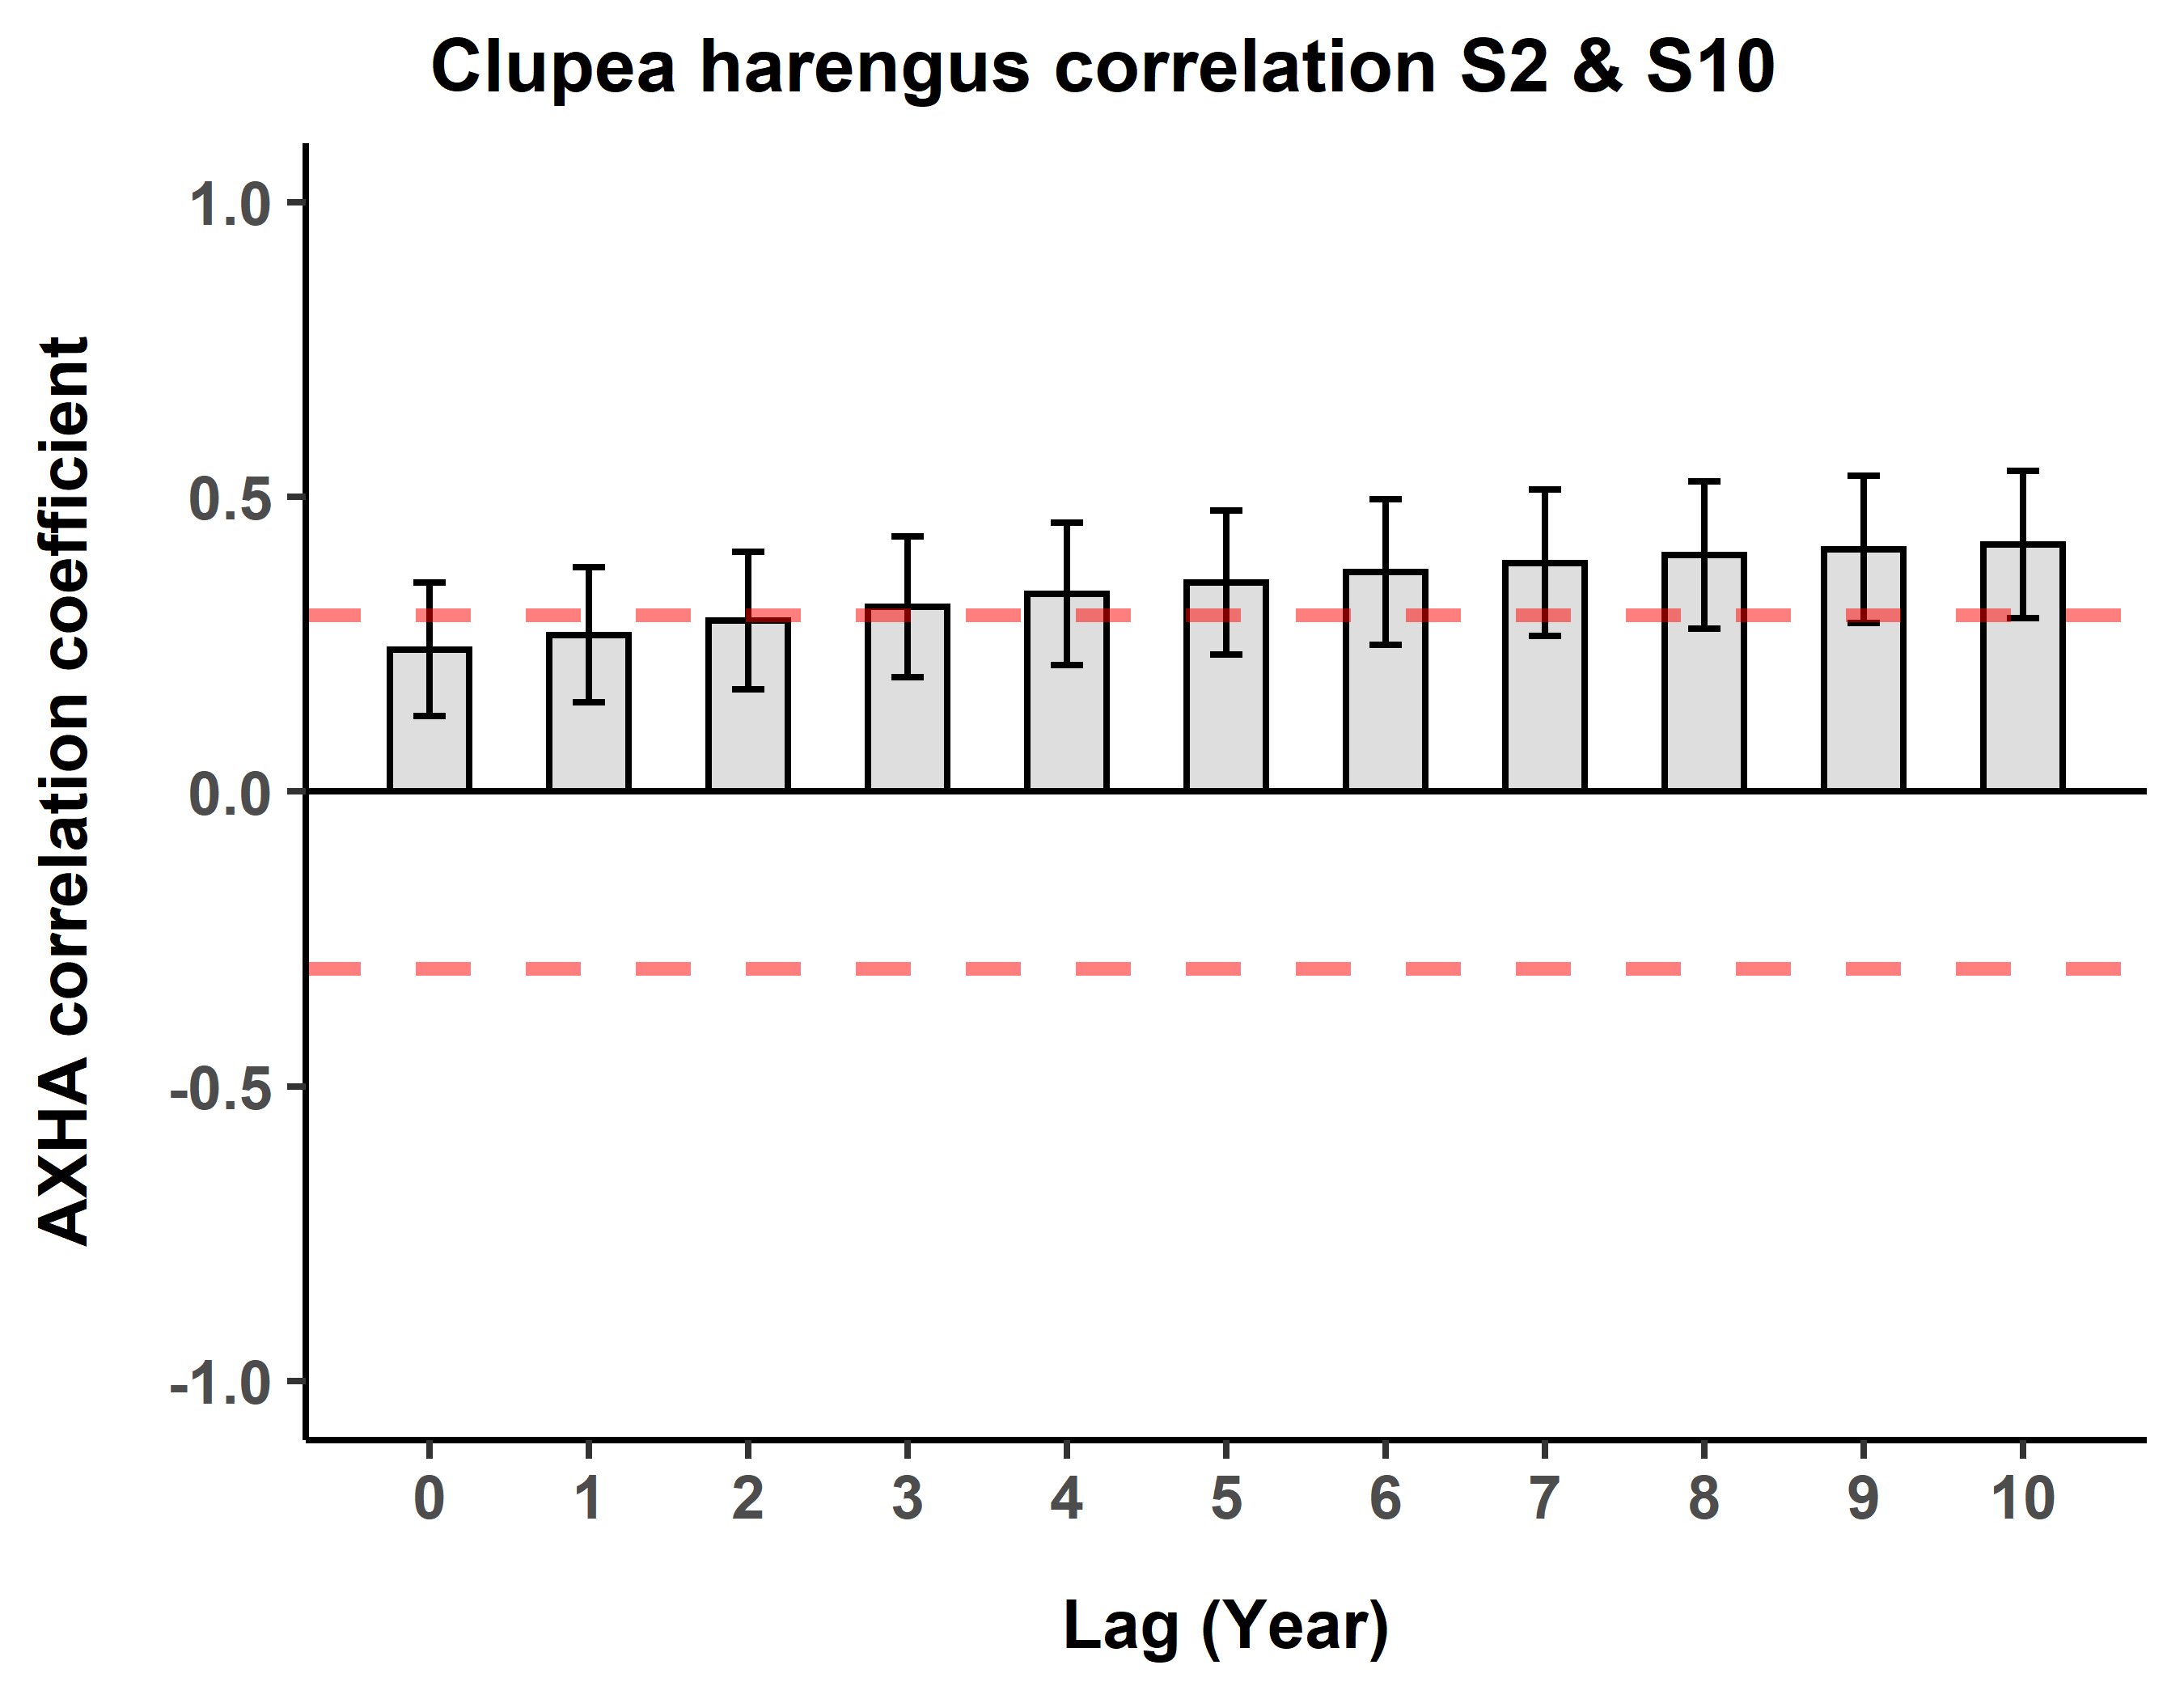 Clupea harengus correlation S2 & S10
AXHA correlation coefficient
1.0
0.5
0.0
-0.5
-1.0
0 1 2 3 4 5 6 7 8 9 10
Lag (Year)